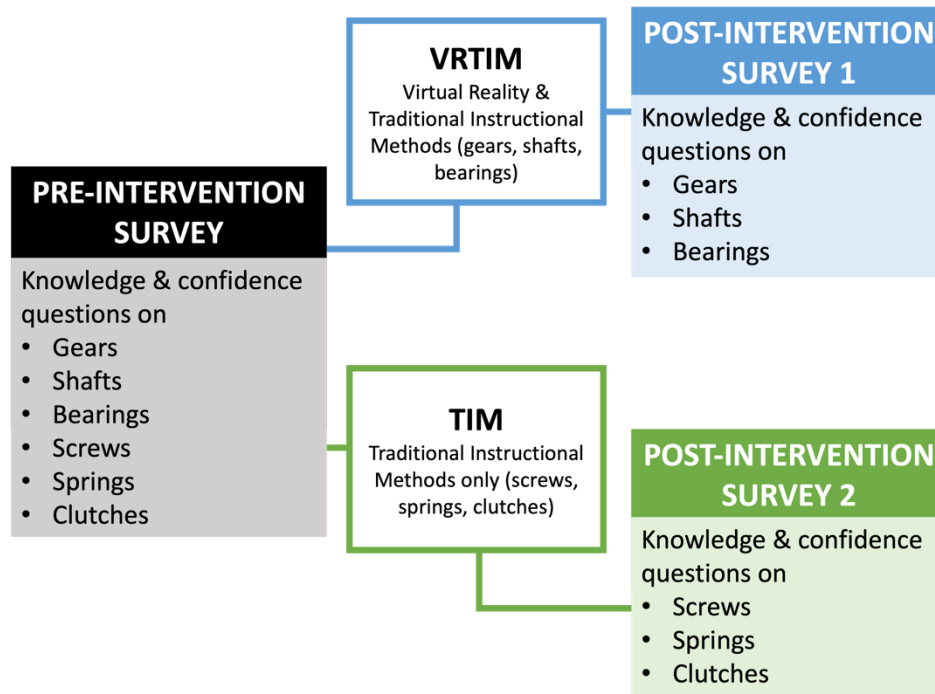 PRE-INTERVENTION
SURVEY
Knowledge & confidence
questions on
• Gears
• Shafts
• Bearings
• Screws
• Springs
• Clutches
VRTIM
Virtual Reality &
Traditional Instructional
Methods (gears, shafts,
bearings)
POST-INTERVENTION
SURVEY 1
Knowledge & confidence
questions on
• Gears
• Shafts
• Bearings
TIM
Traditional Instructional
Methods only (screws,
springs, clutches)
POST-INTERVENTION
SURVEY 2
Knowledge & confidence
questions on
• Screws
• Springs
• Clutches